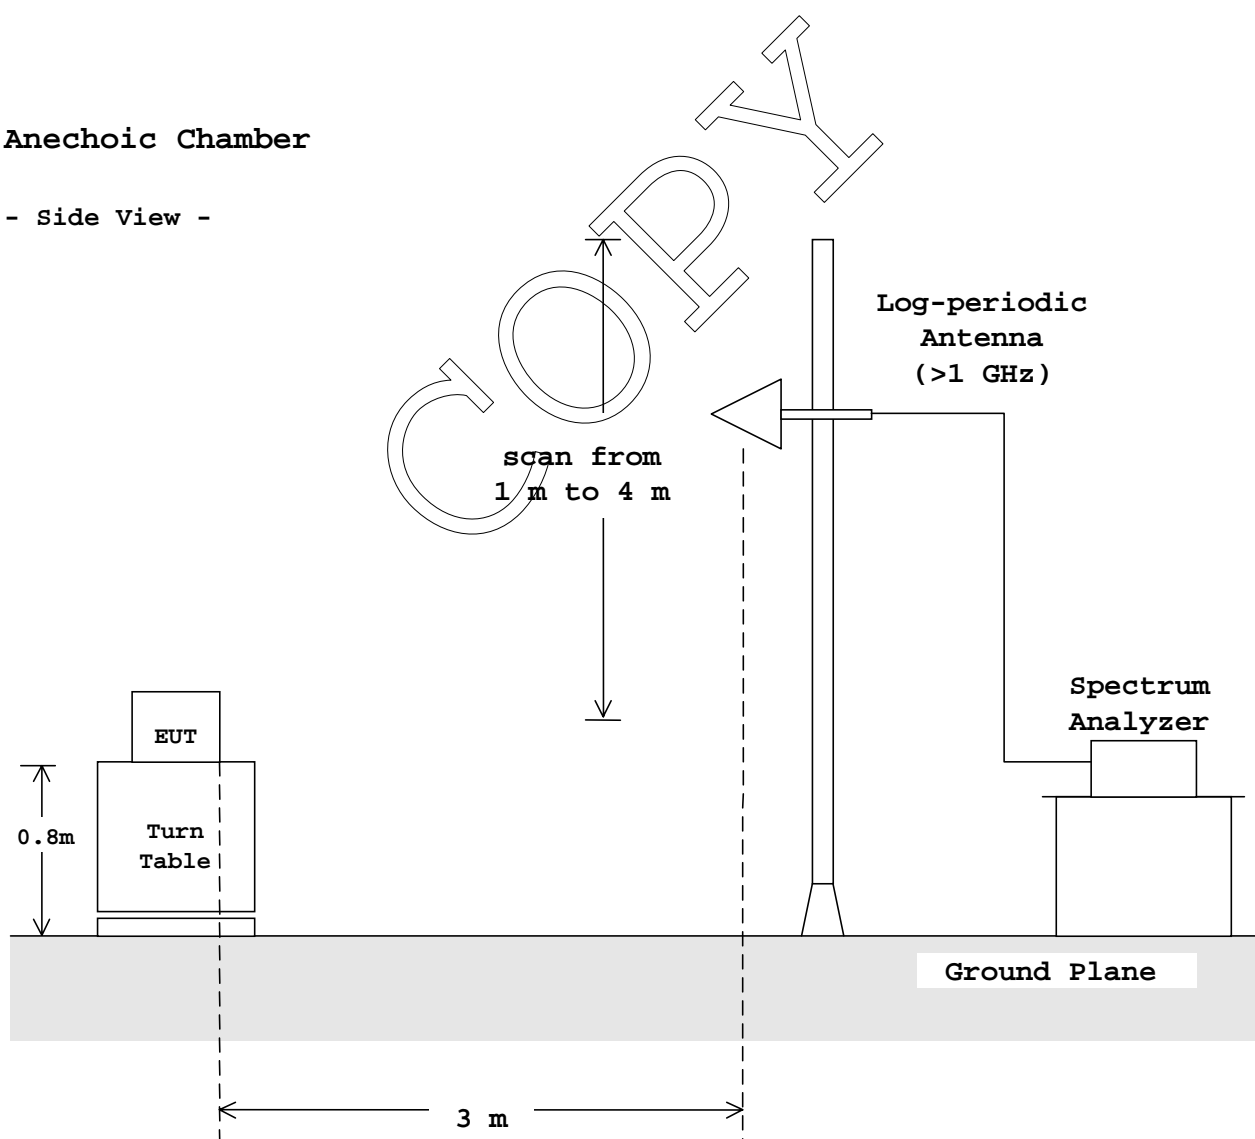 Anechoic Chamber
- Side View -
COPY
Log-periodic
Antenna
(>1 GHz)
scan from
1 m to 4 m
Spectrum
Analyzer
EUT
0.8m
Turn
Table
Ground Plane
3 m